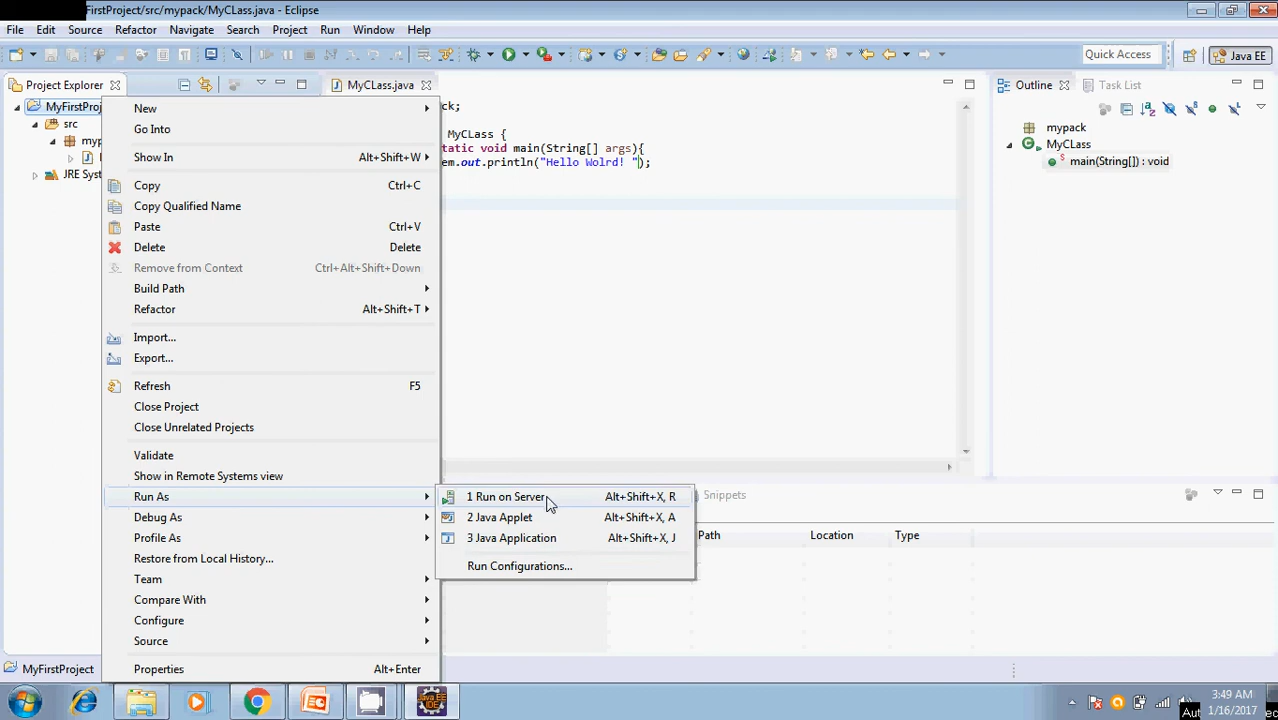 FirstProject/src/mypack/MyCLass.java - Eclipse
File Edit Source Refactor Navigate Search Project Run Window Help
Quick Access
Java EE
Project Explorer
MyFirstProj
src
myp
JRE Syst
New
Go Into
Show In Alt+Shift+W
Copy Ctrl+C
Copy Qualified Name
Paste Ctrl+V
Delete Delete
Remove from Context Ctrl+Alt+Shift+Down
Build Path
Refactor Alt+Shift+T
Import...
Export...
Refresh F5
Close Project
Close Unrelated Projects
Validate
Show in Remote Systems view
Run As
Debug As
Profile As
Restore from Local History...
Team
Compare With
Configure
Source
Properties Alt+Enter
1 Run on Server Alt+Shift+X, R
2 Java Applet Alt+Shift+X, A
3 Java Application Alt+Shift+X, J
Run Configurations...
MyCLass.java
ck;
MyCLass {
tatic void main(String[] args){
em.out.println("Hello Wolrd! ");
Outline Task List
mypack
MyCLass
main(String[]) : void
Snippets
Path Location Type
MyFirstProject
Java EE
IDE
3:49 AM
1/16/2017